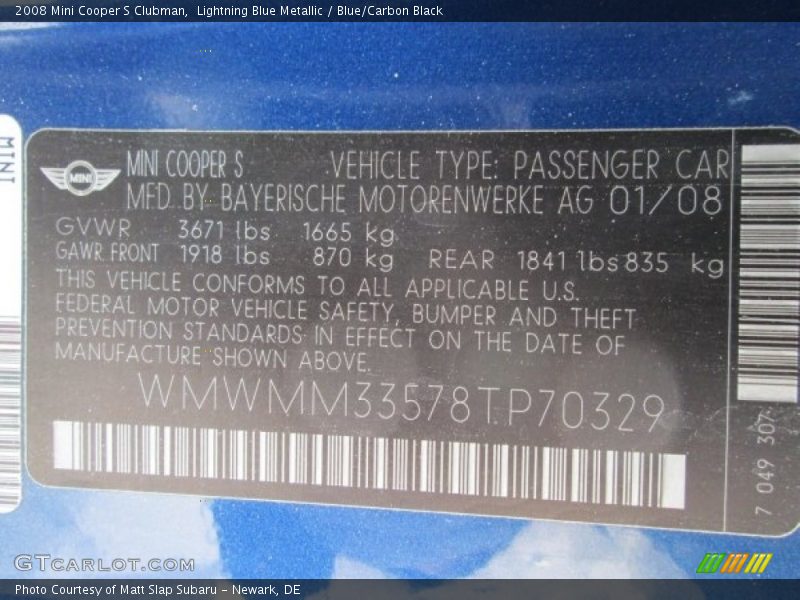 2008 Mini Cooper S Clubman,  Lightning Blue Metallic / Blue/Carbon Black
MINI
MINI
MINI COOPER S VEHICLE TYPE: PASSENGER CAR
MFD. BY BAYERISCHE MOTORENWERKE AG 01/08
GVWR 3671 lbs 1665 kg
GAWR FRONT 1918 lbs 870 kg REAR 1841 lbs 835 kg
THIS VEHICLE CONFORMS TO ALL APPLICABLE U.S.
FEDERAL MOTOR VEHICLE SAFETY, BUMPER AND THEFT
PREVENTION STANDARDS IN EFFECT ON THE DATE OF
MANUFACTURE SHOWN ABOVE.
WMWMM33578TP70329
7 049 307
GTCARLOT.COM
Photo Courtesy of Matt Slap Subaru - Newark, DE